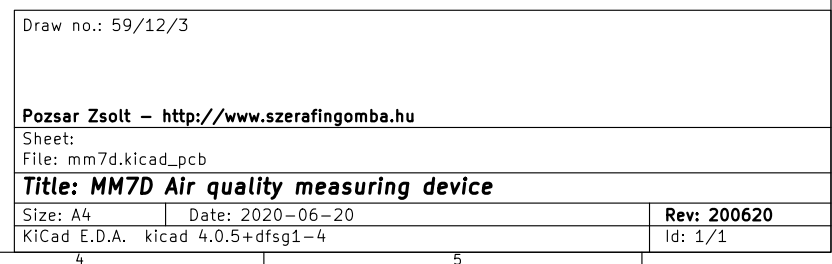 Draw no.: 59/12/3
Pozsar Zsolt – http://www.szerafingomba.hu
Sheet:
File: mm7d.kicad_pcb
Title: MM7D Air quality measuring device
Size: A4 Date: 2020-06-20 Rev: 200620
KiCad E.D.A. kicad 4.0.5+dfsg1-4 Id: 1/1
4 5